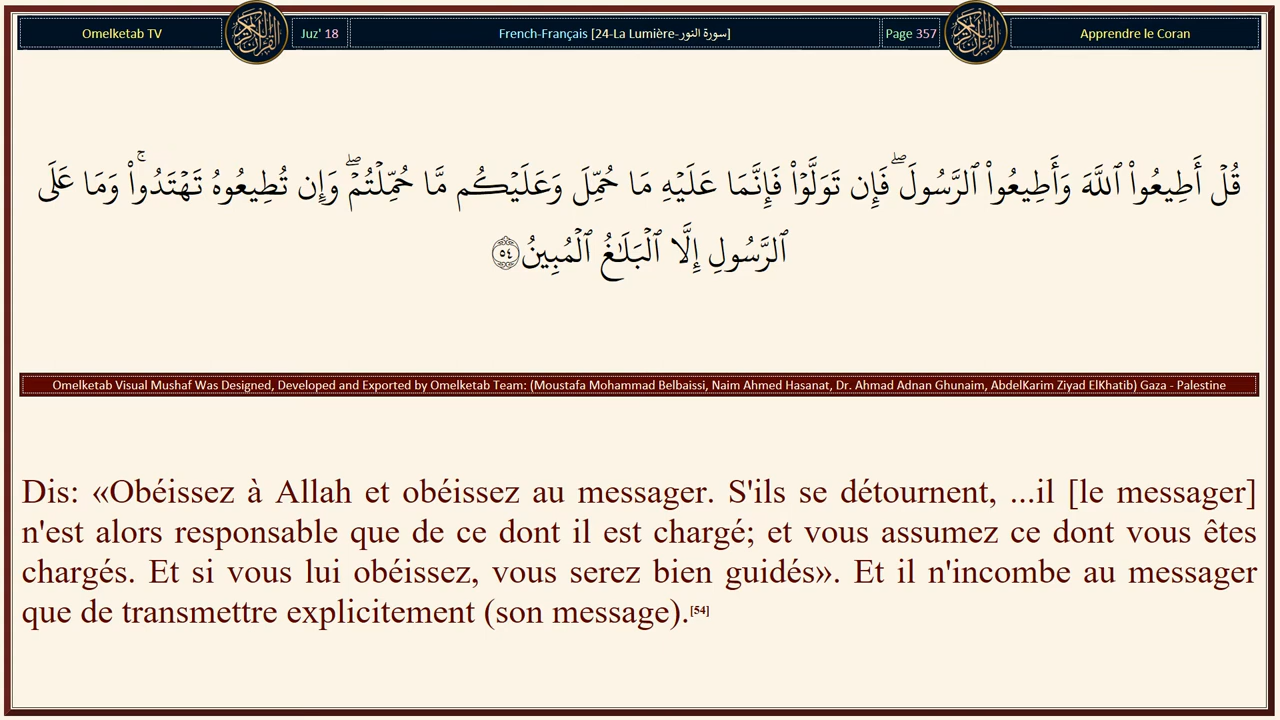 Omelketab TV
Juz' 18
French-Français [24-La Lumière-سورة النور]
Page 357
Apprendre le Coran
قُلۡ أَطِيعُواْ ٱللَّهَ وَأَطِيعُواْ ٱلرَّسُولَۖ فَإِن تَوَلَّوۡاْ فَإِنَّمَا عَلَيۡهِ مَا حُمِّلَ وَعَلَيۡكُم مَّا حُمِّلۡتُمۡۖ وَإِن تُطِيعُوهُ تَهۡتَدُواْۚ وَمَا عَلَى
ٱلرَّسُولِ إِلَّا ٱلۡبَلَٰغُ ٱلۡمُبِينُ ٥٤
Omelketab Visual Mushaf Was Designed, Developed and Exported by Omelketab Team: (Moustafa Mohammad Belbaissi, Naim Ahmed Hasanat, Dr. Ahmad Adnan Ghunaim, AbdelKarim Ziyad ElKhatib) Gaza - Palestine
Dis: «Obéissez à Allah et obéissez au messager. S'ils se détournent, ...il [le messager]
n'est alors responsable que de ce dont il est chargé; et vous assumez ce dont vous êtes
chargés. Et si vous lui obéissez, vous serez bien guidés». Et il n'incombe au messager
que de transmettre explicitement (son message).[54]